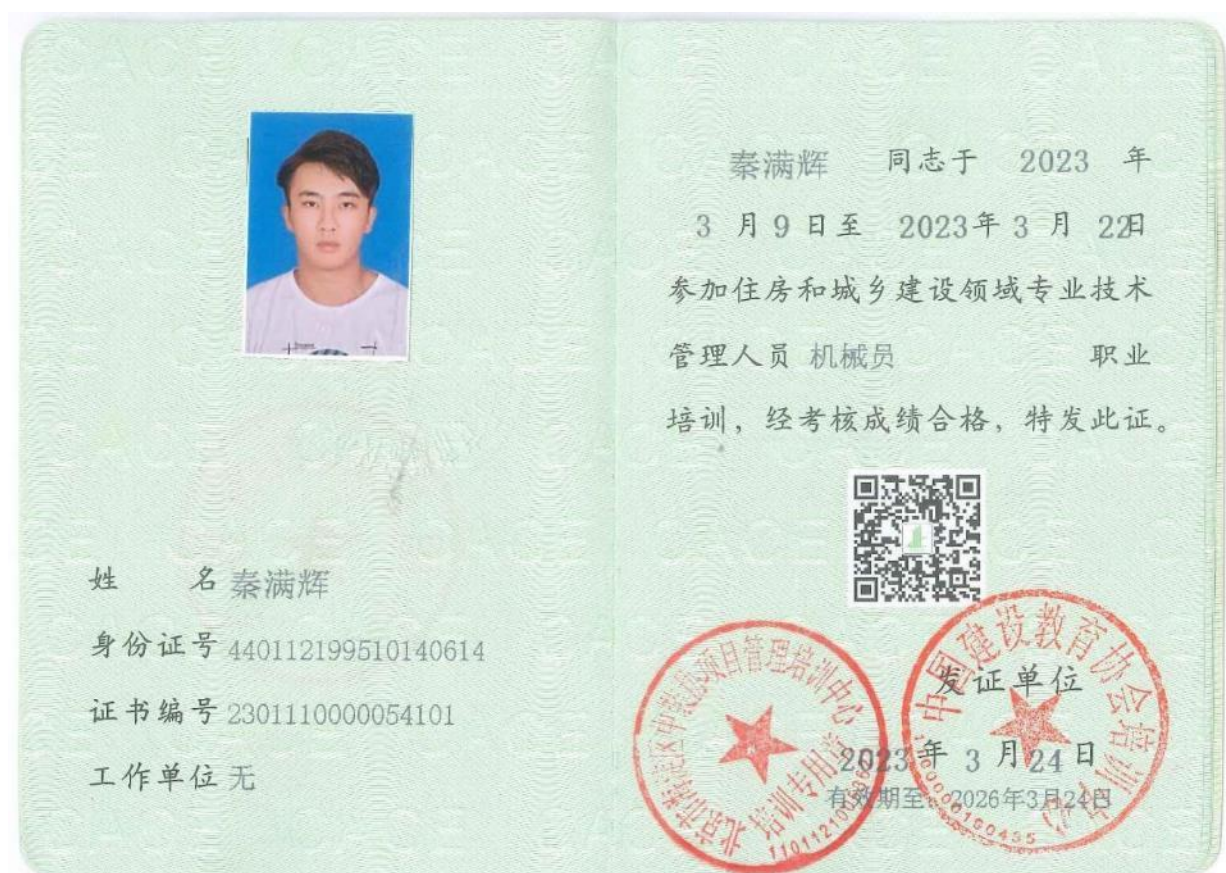 姓 名 秦满辉
身份证号 440112199510140614
证书编号 2301110000054101
工作单位 无
秦满辉 同志于 2023 年
3 月 9 日至 2023 年 3 月 22日
参加住房和城乡建设领域专业技术
管理人员 机械员 职业
培训，经考核成绩合格，特发此证。
中国建设教育协会培训中心
发证单位
2023 年 3 月 24 日
有效期至：2026年3月24日
培训专用章